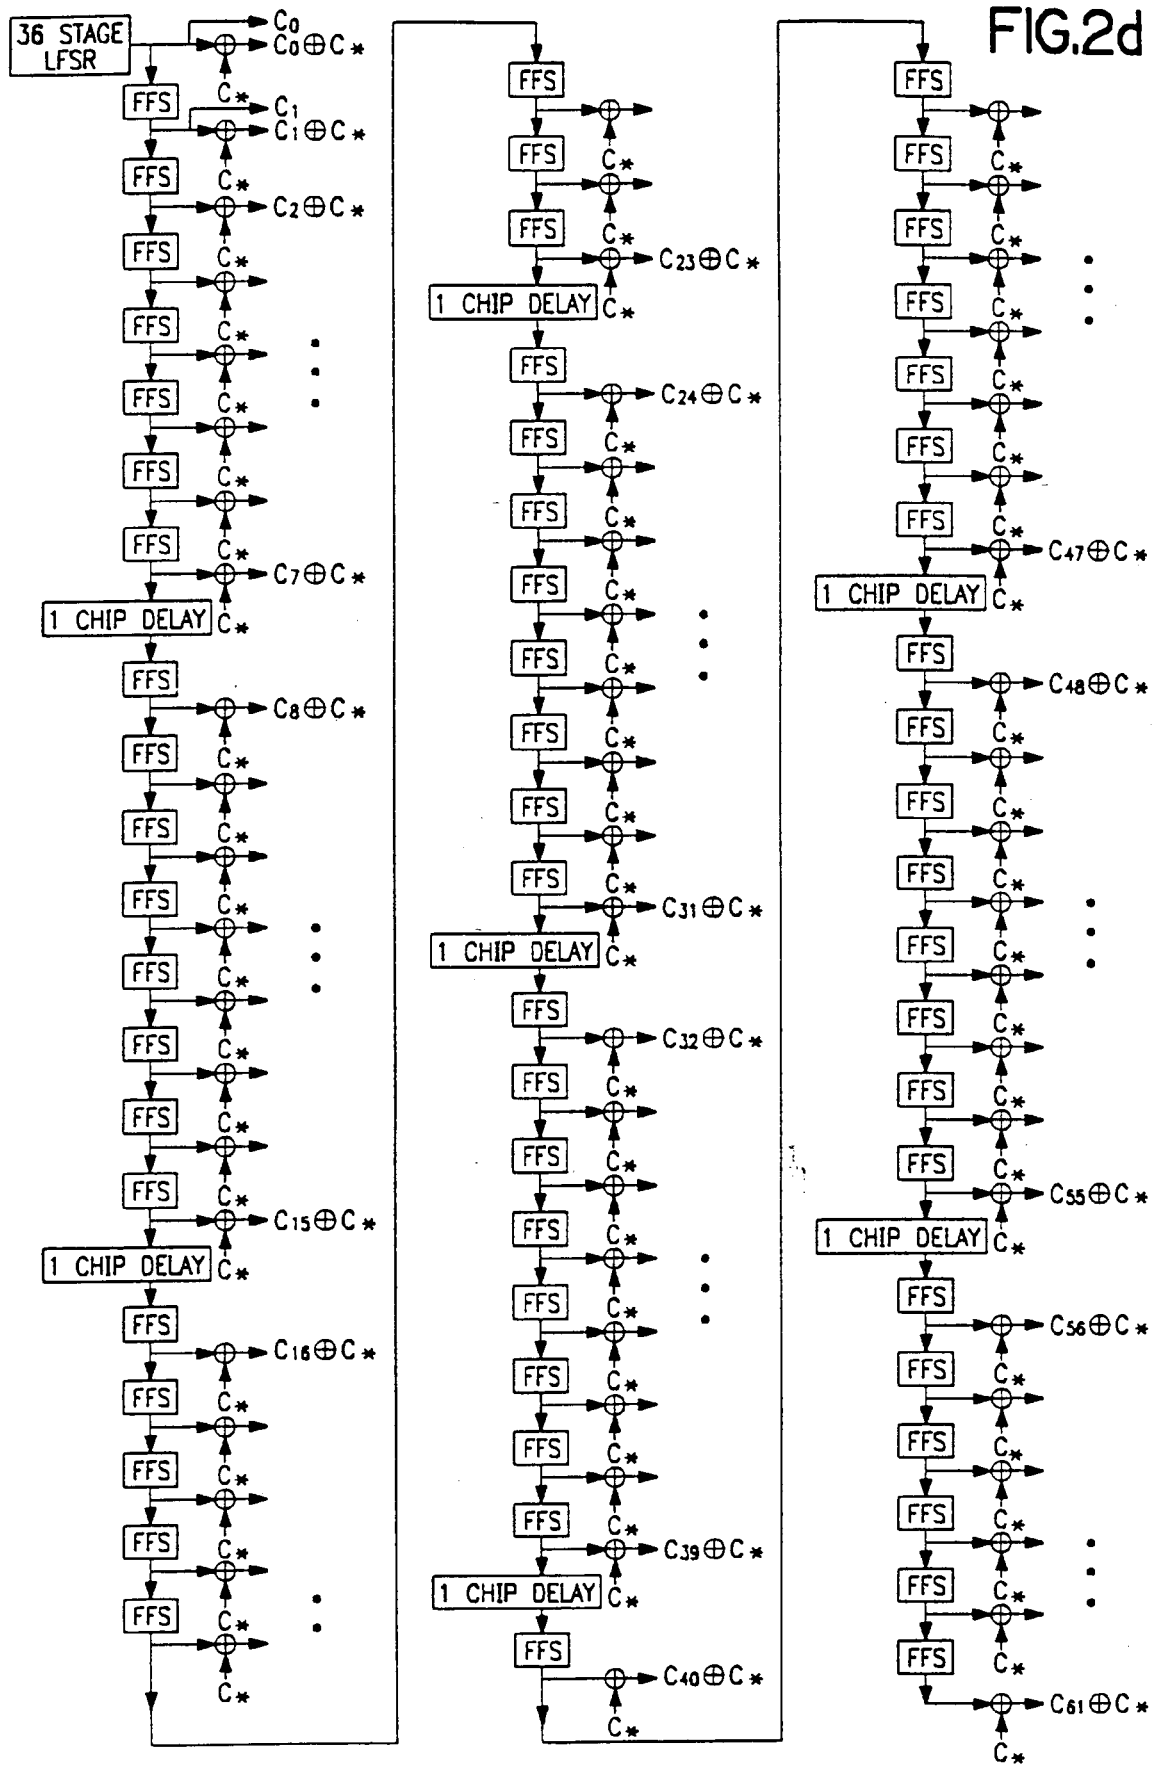 FIG.2d
36 STAGE
LFSR
C0
C0⊕C*
C*
FFS
C1
C1⊕C*
FFS C*
C2⊕C*
FFS C*
FFS C*
FFS C*
FFS C*
FFS C*
C7⊕C*
1 CHIP DELAY C*
FFS
C8⊕C*
FFS C*
FFS C*
FFS C*
FFS C*
FFS C*
FFS C*
FFS C*
C15⊕C*
1 CHIP DELAY C*
FFS
C16⊕C*
FFS C*
FFS C*
FFS C*
FFS C*
C*
FFS
FFS C*
FFS C*
C23⊕C*
1 CHIP DELAY C*
FFS
C24⊕C*
FFS C*
FFS C*
FFS C*
FFS C*
FFS C*
FFS C*
FFS C*
C31⊕C*
1 CHIP DELAY C*
FFS
C32⊕C*
FFS C*
FFS C*
FFS C*
FFS C*
FFS C*
FFS C*
FFS C*
C39⊕C*
1 CHIP DELAY C*
FFS
C40⊕C*
C*
FFS
FFS C*
FFS C*
FFS C*
FFS C*
FFS C*
FFS C*
C47⊕C*
1 CHIP DELAY C*
FFS
C48⊕C*
FFS C*
FFS C*
FFS C*
FFS C*
FFS C*
FFS C*
FFS C*
C55⊕C*
1 CHIP DELAY C*
FFS
C56⊕C*
FFS C*
FFS C*
FFS C*
FFS C*
FFS C*
C61⊕C*
C*